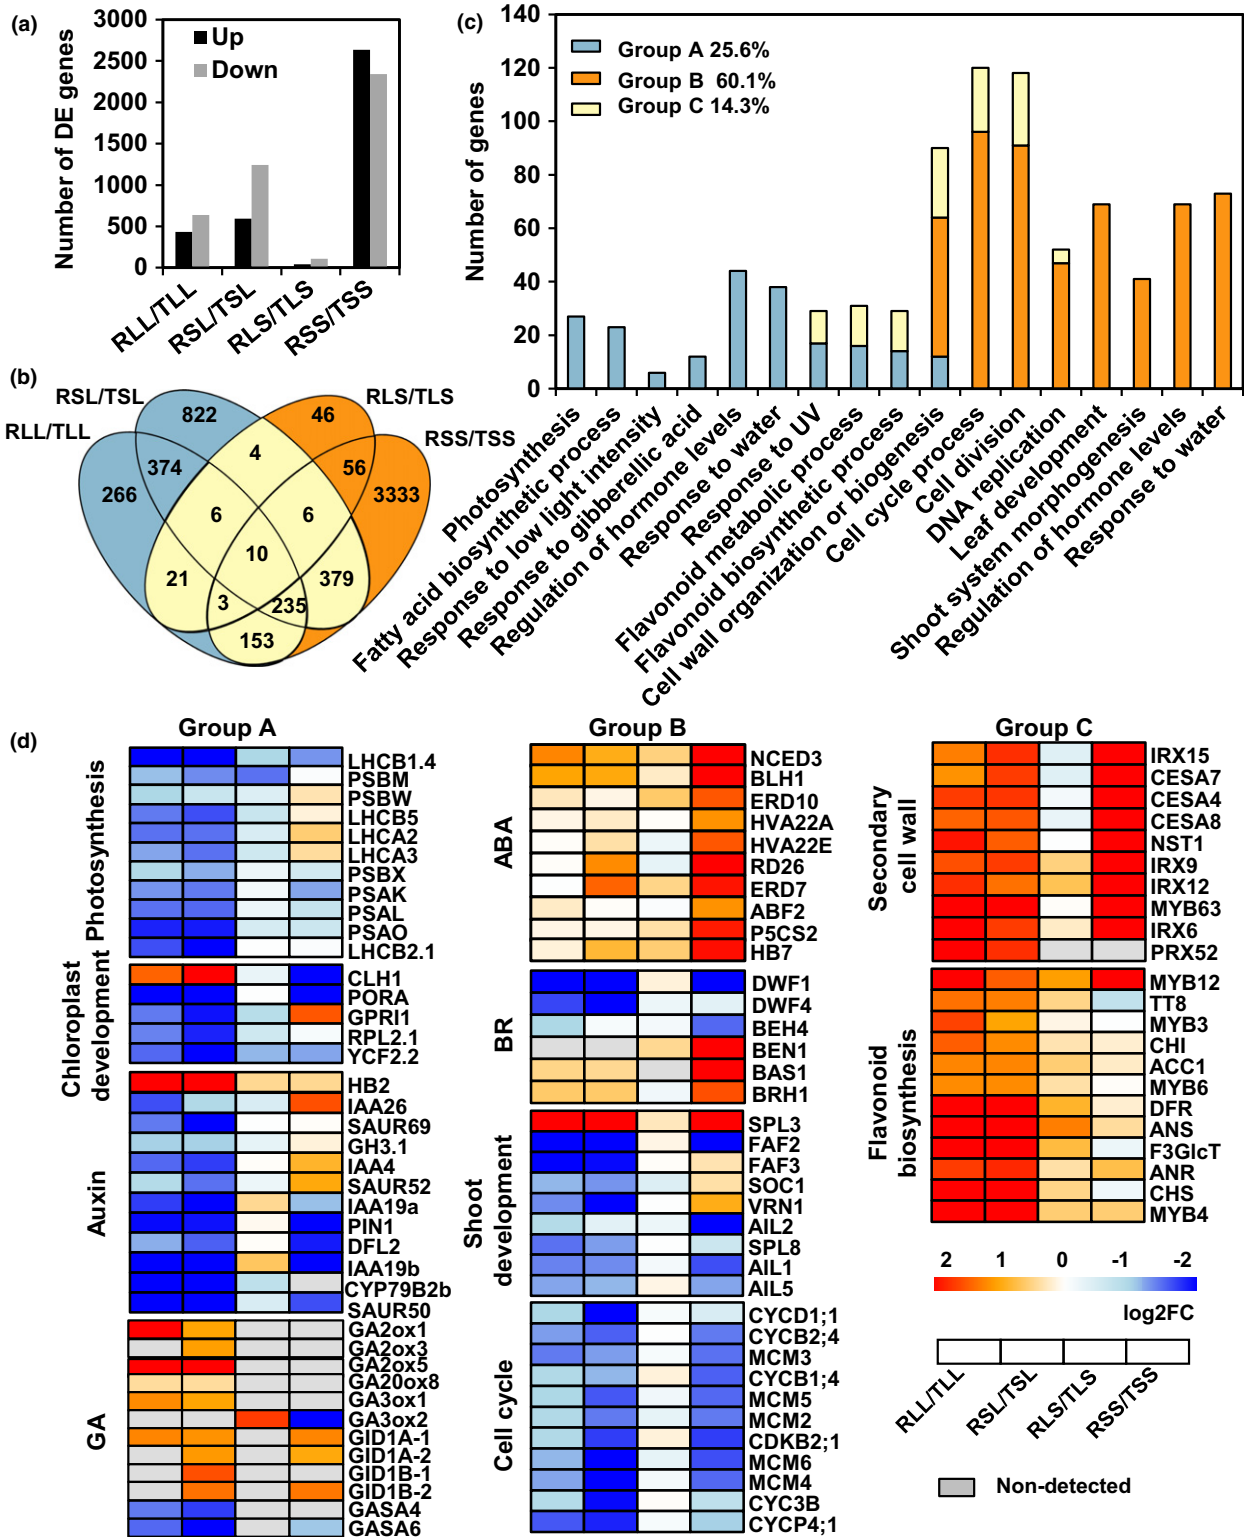 (a)
Number of DE genes
3000
2500
2000
1500
1000
500
0
Up
Down
RLL/TLL
RSL/TSL
RLS/TLS
RSS/TSS
(b)
RSL/TSL
RLS/TLS
RLL/TLL
RSS/TSS
822
46
4
374
56
266
3333
6
6
10
21
379
3
235
153
(c)
Number of genes
140
120
100
80
60
40
20
0
Group A 25.6%
Group B 60.1%
Group C 14.3%
Photosynthesis
Fatty acid biosynthetic process
Response to low light intensity
Response to gibberellic acid
Regulation of hormone levels
Response to water
Response to UV
Flavonoid metabolic process
Flavonoid biosynthetic process
Cell wall organization or biogenesis
Cell cycle process
Cell division
DNA replication
Leaf development
Shoot system morphogenesis
Regulation of hormone levels
Response to water
(d)
Group A
Photosynthesis
LHCB1.4
PSBM
PSBW
LHCB5
LHCA2
LHCA3
PSBX
PSAK
PSAL
PSAO
LHCB2.1
Chloroplast
development
CLH1
PORA
GPRI1
RPL2.1
YCF2.2
Auxin
HB2
IAA26
SAUR69
GH3.1
IAA4
SAUR52
IAA19a
PIN1
DFL2
IAA19b
CYP79B2b
SAUR50
GA
GA2ox1
GA2ox3
GA2ox5
GA20ox8
GA3ox1
GA3ox2
GID1A-1
GID1A-2
GID1B-1
GID1B-2
GASA4
GASA6
Group B
ABA
NCED3
BLH1
ERD10
HVA22A
HVA22E
RD26
ERD7
ABF2
P5CS2
HB7
BR
DWF1
DWF4
BEH4
BEN1
BAS1
BRH1
Shoot
development
SPL3
FAF2
FAF3
SOC1
VRN1
AIL2
SPL8
AIL1
AIL5
Cell cycle
CYCD1;1
CYCB2;4
MCM3
CYCB1;4
MCM5
MCM2
CDKB2;1
MCM6
MCM4
CYC3B
CYCP4;1
Group C
Secondary
cell wall
IRX15
CESA7
CESA4
CESA8
NST1
IRX9
IRX12
MYB63
IRX6
PRX52
Flavonoid
biosynthesis
MYB12
TT8
MYB3
CHI
ACC1
MYB6
DFR
ANS
F3GlcT
ANR
CHS
MYB4
2 1 0 -1 -2
log2FC
RLL/TLL
RSL/TSL
RLS/TLS
RSS/TSS
Non-detected